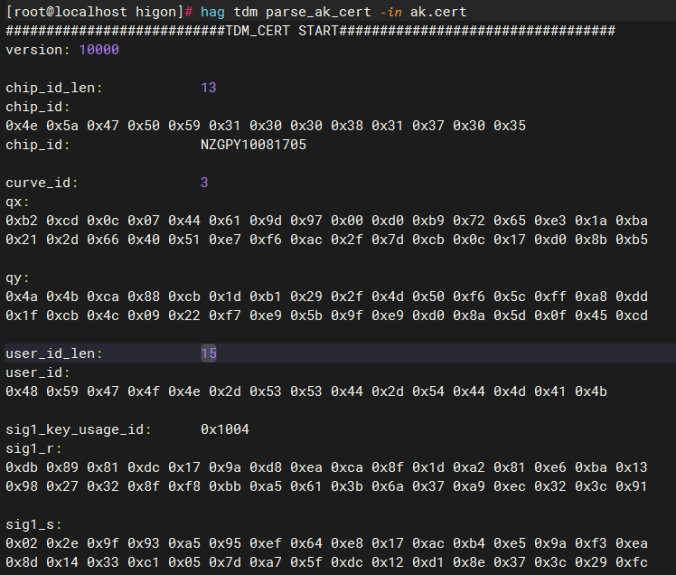 [root@localhost higon]# hag tdm parse_ak_cert -in ak.cert
###########################TDM_CERT START##################################
version: 10000
chip_id_len: 13
chip_id:
0x4e 0x5a 0x47 0x50 0x59 0x31 0x30 0x30 0x38 0x31 0x37 0x30 0x35
chip_id: NZGPY10081705
curve_id: 3
qx:
0xb2 0xcd 0x0c 0x07 0x44 0x61 0x9d 0x97 0x00 0xd0 0xb9 0x72 0x65 0xe3 0x1a 0xba
0x21 0x2d 0x66 0x40 0x51 0xe7 0xf6 0xac 0x2f 0x7d 0xcb 0x0c 0x17 0xd0 0x8b 0xb5
qy:
0x4a 0x4b 0xca 0x88 0xcb 0x1d 0xb1 0x29 0x2f 0x4d 0x50 0xf6 0x5c 0xff 0xa8 0xdd
0x1f 0xcb 0x4c 0x09 0x22 0xf7 0xe9 0x5b 0x9f 0xe9 0xd0 0x8a 0x5d 0x0f 0x45 0xcd
user_id_len: 15
user_id:
0x48 0x59 0x47 0x4f 0x4e 0x2d 0x53 0x53 0x44 0x2d 0x54 0x44 0x4d 0x41 0x4b
sig1_key_usage_id: 0x1004
sig1_r:
0xdb 0x89 0x81 0xdc 0x17 0x9a 0xd8 0xea 0xca 0x8f 0x1d 0xa2 0x81 0xe6 0xba 0x13
0x98 0x27 0x32 0x8f 0xf8 0xbb 0xa5 0x61 0x3b 0x6a 0x37 0xa9 0xec 0x32 0x3c 0x91
sig1_s:
0x02 0x2e 0x9f 0x93 0xa5 0x95 0xef 0x64 0xe8 0x17 0xac 0xb4 0xe5 0x9a 0xf3 0xea
0x8d 0x14 0x33 0xc1 0x05 0x7d 0xa7 0x5f 0xdc 0x12 0xd1 0x8e 0x37 0x3c 0x29 0xfc